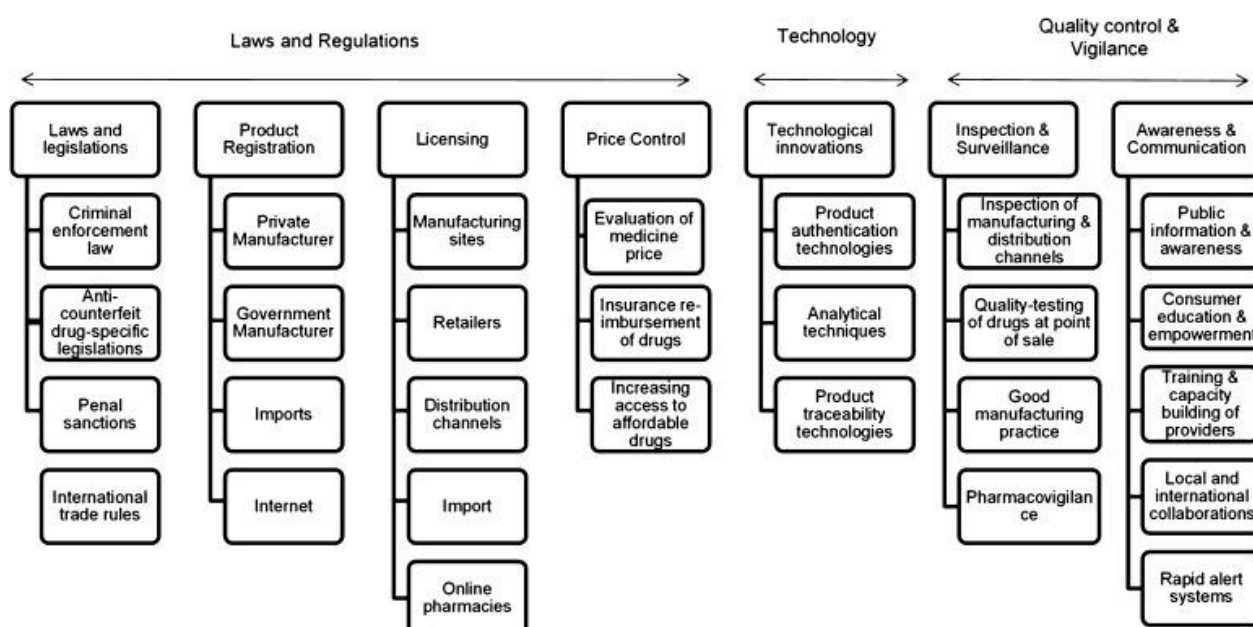 Laws and Regulations
Technology
Quality control &
Vigilance
Laws and
legislations
Criminal
enforcement
law
Anti-
counterfeit
drug-specific
legislations
Penal
sanctions
International
trade rules
Product
Registration
Private
Manufacturer
Government
Manufacturer
Imports
Internet
Licensing
Manufacturing
sites
Retailers
Distribution
channels
Import
Online
pharmacies
Price Control
Evaluation of
medicine
price
Insurance re-
imbursement
of drugs
Increasing
access to
affordable
drugs
Technological
innovations
Product
authentication
technologies
Analytical
techniques
Product
traceability
technologies
Inspection &
Surveillance
Inspection of
manufacturing &
distribution
channels
Quality-testing
of drugs at point
of sale
Good
manufacturing
practice
Pharmacovigilan
ce
Awareness &
Communication
Public
information &
awareness
Consumer
education &
empowerment
Training &
capacity
building of
providers
Local and
international
collaborations
Rapid alert
systems